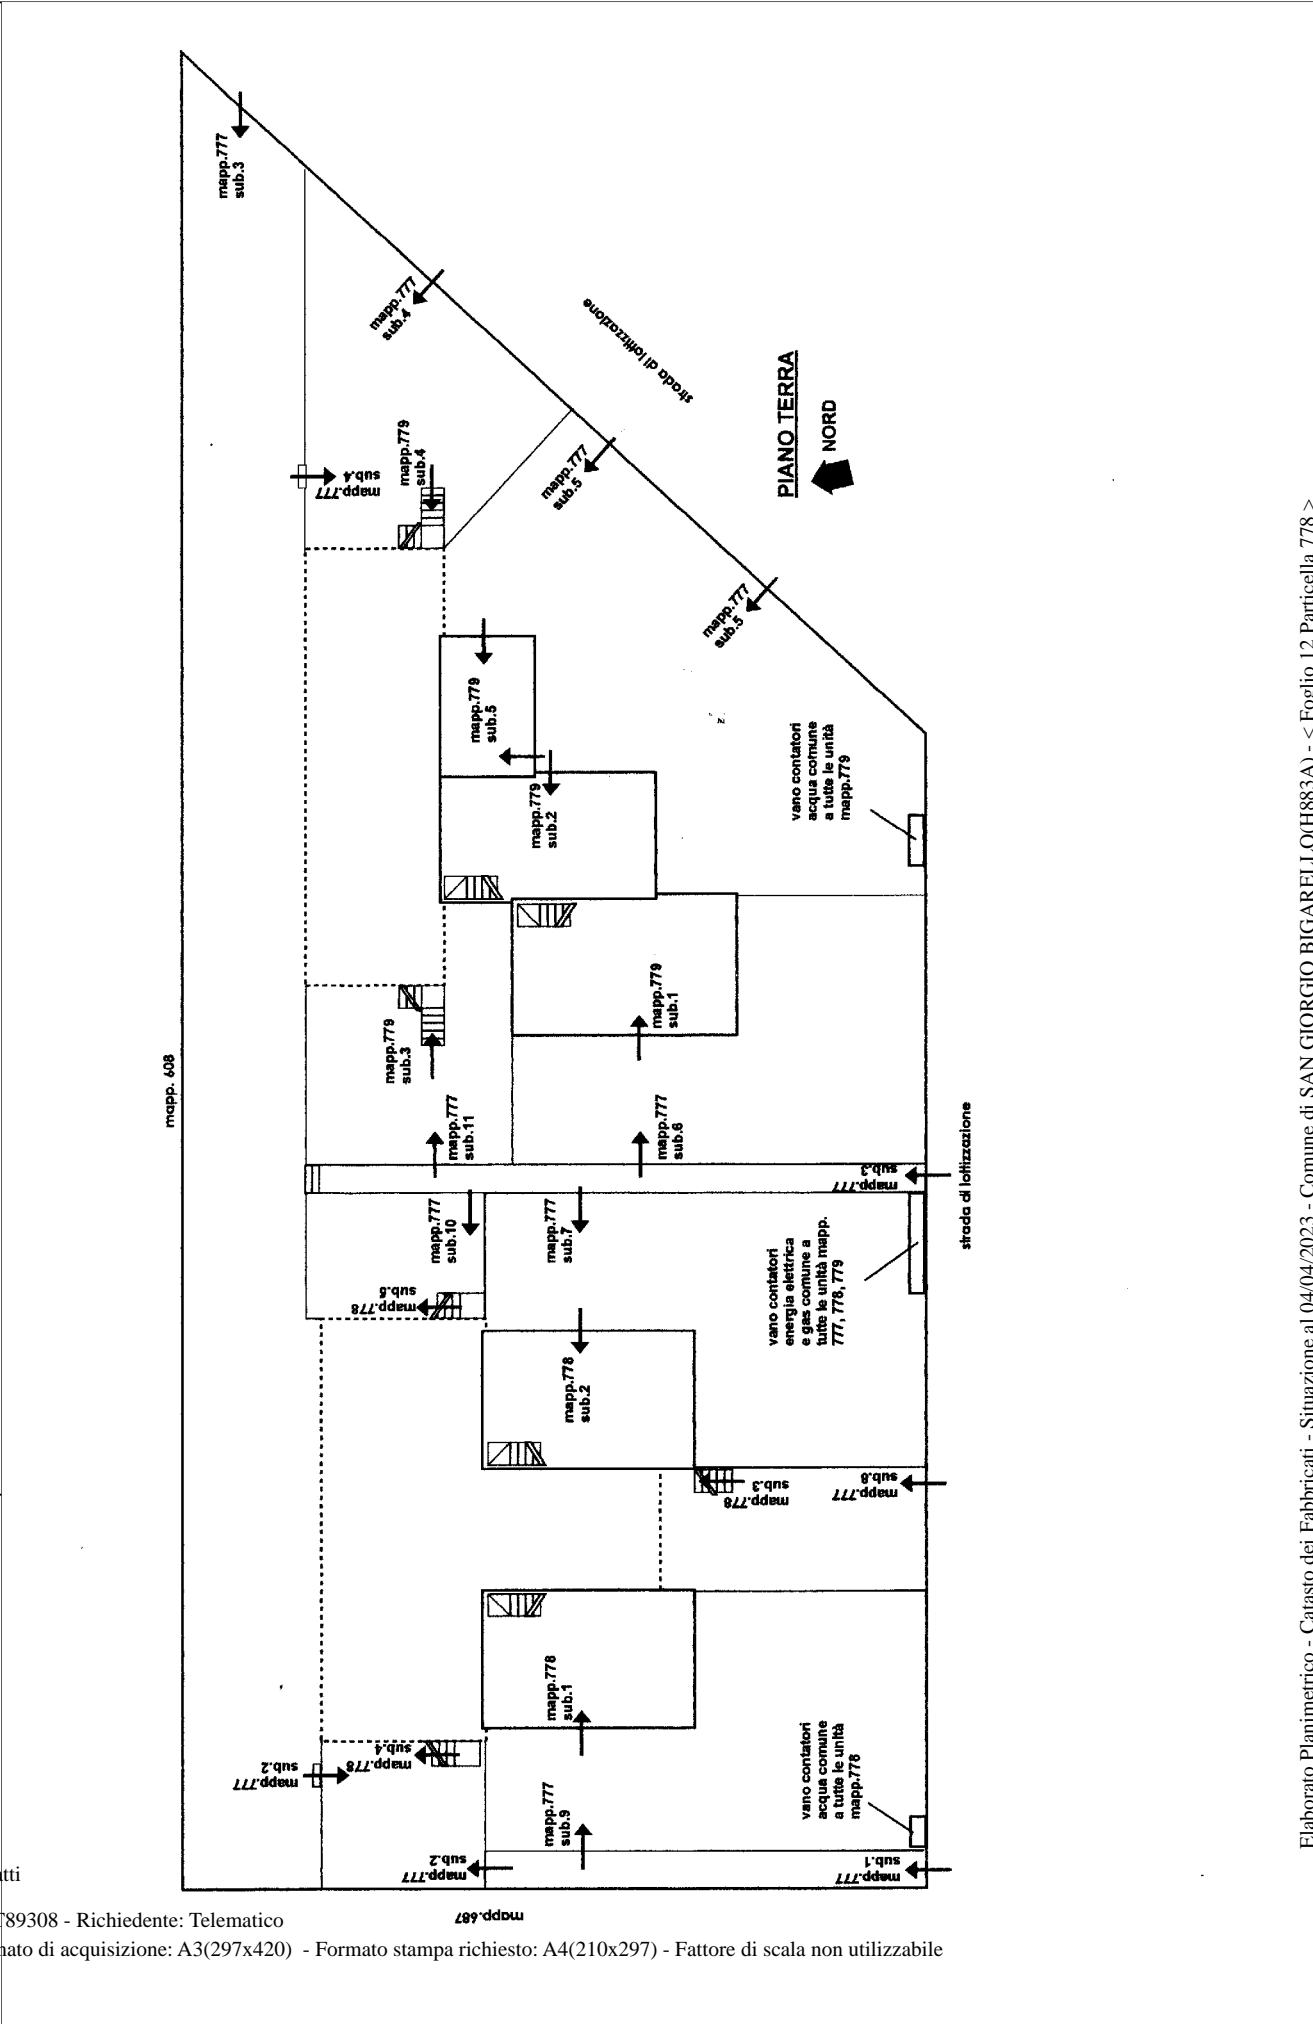 mapp.777
sub.3
mapp.777
sub.4
strada di lottizzazione
PIANO TERRA
NORD
mapp.777
sub.4
mapp.779
sub.4
mapp.777
sub.5
mapp.777
sub.5
mapp.779
sub.5
mapp.779
sub.2
vano contatori
acqua comune
a tutte le unità
mapp.779
mapp.779
sub.1
mapp.779
sub.3
mapp. 608
mapp.777
sub.11
mapp.777
sub.6
mapp.777
sub.3
strada di lottizzazione
mapp.777
sub.10
mapp.777
sub.7
mapp.778
sub.5
vano contatori
energia elettrica
e gas comune a
tutte le unità mapp.
777, 778, 779
mapp.778
sub.2
mapp.778
sub.3
mapp.777
sub.8
mapp.778
sub.1
mapp.777
sub.2
mapp.778
sub.4
mapp.777
sub.9
vano contatori
acqua comune
a tutte le unità
mapp.778
mapp.777
sub.2
mapp.777
sub.1
mapp.687
Elaborato Planimetrico - Catasto dei Fabbricati - Situazione al 04/04/2023 - Comune di SAN GIORGIO BIGARELLO(H883A) - < Foglio 12 Particella 778 >
atti
T89308 - Richiedente: Telematico
mato di acquisizione: A3(297x420) - Formato stampa richiesto: A4(210x297) - Fattore di scala non utilizzabile